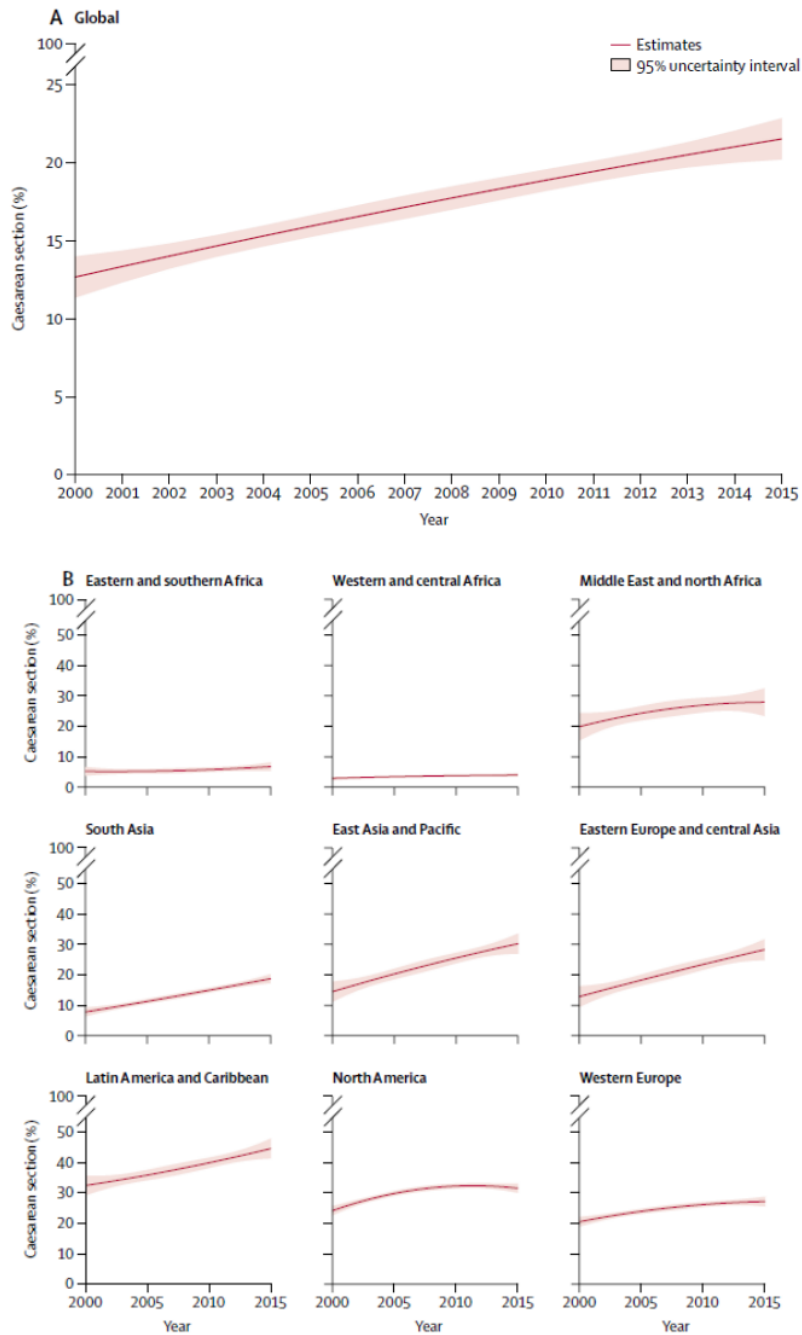 A Global
100
Estimates
95% uncertainty interval
25
20
15
10
5
0
Caesarean section (%)
2000 2001 2002 2003 2004 2005 2006 2007 2008 2009 2010 2011 2012 2013 2014 2015
Year
B Eastern and southern Africa
Western and central Africa
Middle East and north Africa
100
50
40
30
20
10
0
Caesarean section (%)
South Asia
East Asia and Pacific
Eastern Europe and central Asia
100
50
40
30
20
10
0
Caesarean section (%)
Latin America and Caribbean
North America
Western Europe
100
50
40
30
20
10
0
Caesarean section (%)
2000 2005 2010 2015
2000 2005 2010 2015
2000 2005 2010 2015
Year
Year
Year